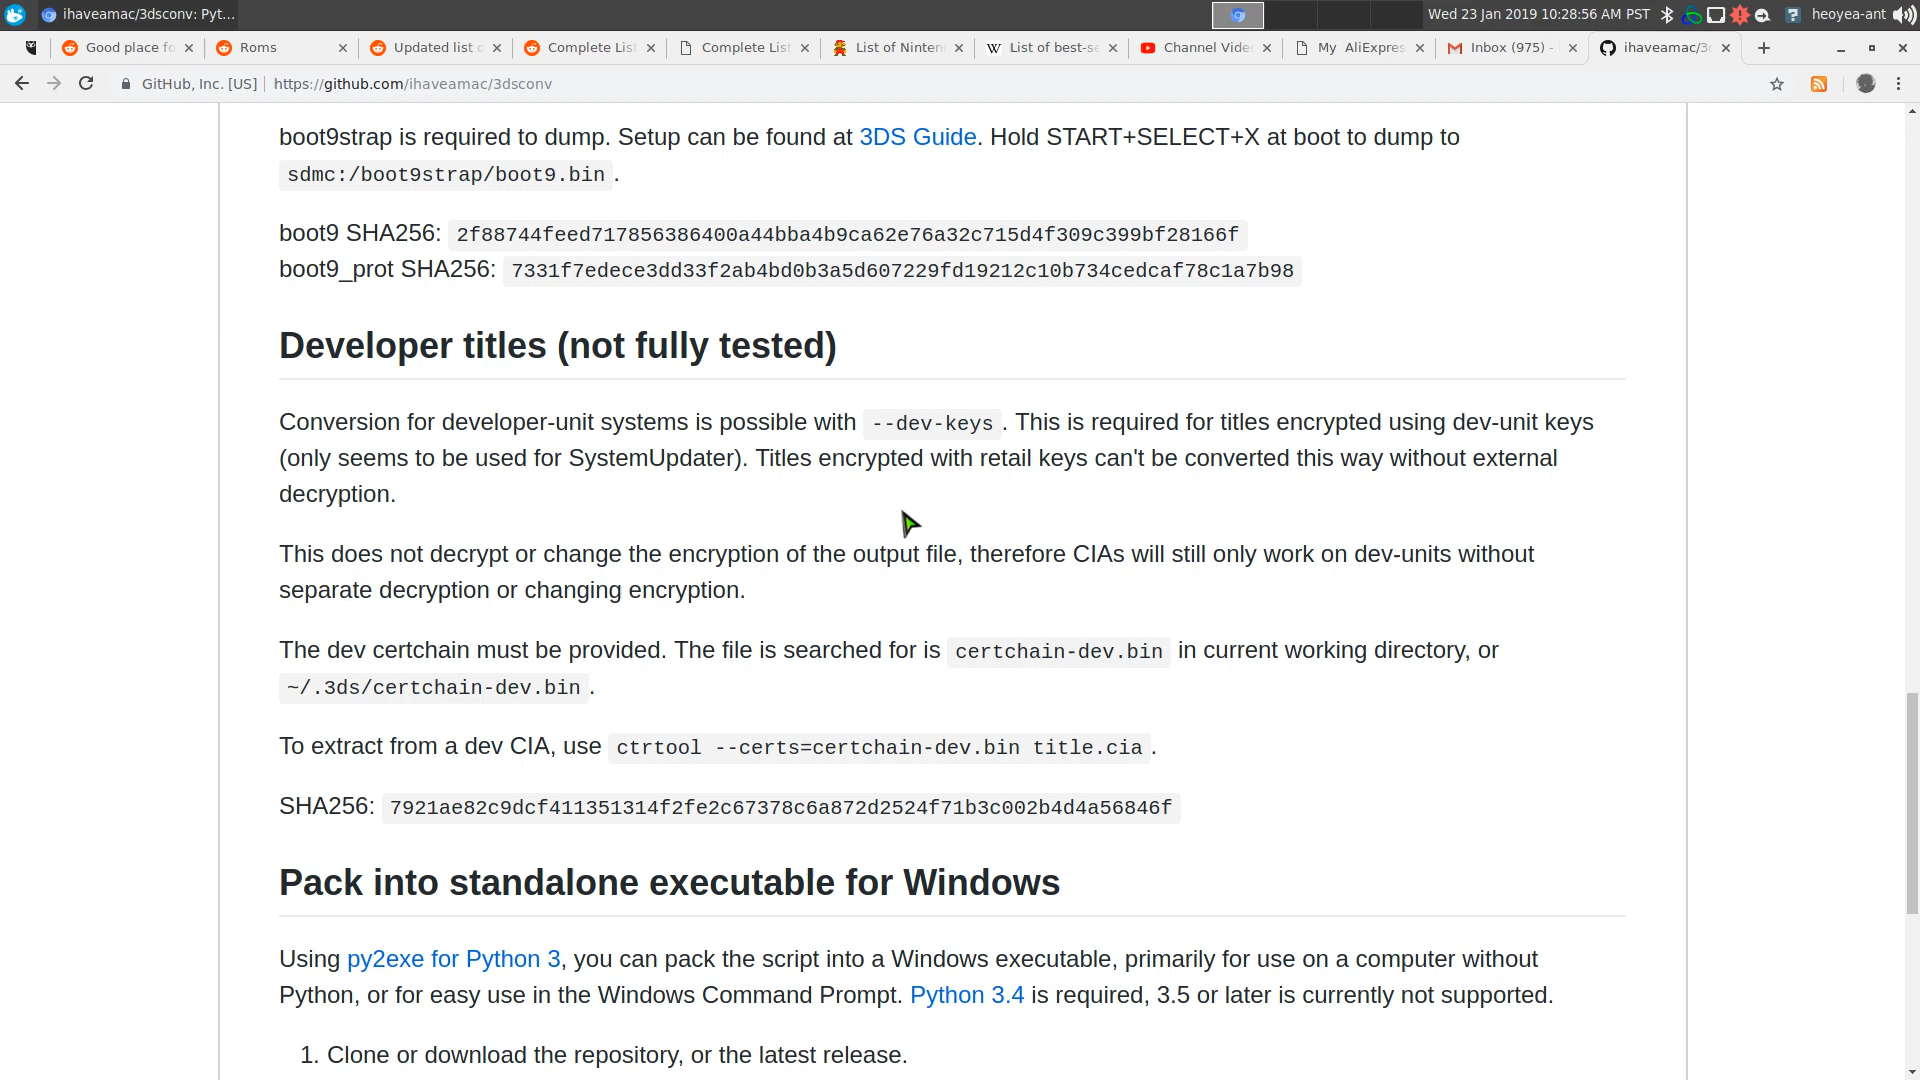 ihaveamac/3dsconv: Pyt...
Wed 23 Jan 2019 10:28:56 AM PST
heoyea-ant
Good place fo
Roms
Updated list o
Complete List
Complete List
List of Ninten
List of best-se
Channel Vide
My AliExpres
Inbox (975) -
ihaveamac/3d
GitHub, Inc. [US]
https://github.com/ihaveamac/3dsconv
boot9strap is required to dump. Setup can be found at 3DS Guide. Hold START+SELECT+X at boot to dump to
sdmc:/boot9strap/boot9.bin.
boot9 SHA256: 2f88744feed717856386400a44bba4b9ca62e76a32c715d4f309c399bf28166f
boot9_prot SHA256: 7331f7edece3dd33f2ab4bd0b3a5d607229fd19212c10b734cedcaf78c1a7b98
Developer titles (not fully tested)
Conversion for developer-unit systems is possible with --dev-keys. This is required for titles encrypted using dev-unit keys
(only seems to be used for SystemUpdater). Titles encrypted with retail keys can't be converted this way without external
decryption.
This does not decrypt or change the encryption of the output file, therefore CIAs will still only work on dev-units without
separate decryption or changing encryption.
The dev certchain must be provided. The file is searched for is certchain-dev.bin in current working directory, or
~/.3ds/certchain-dev.bin.
To extract from a dev CIA, use ctrtool --certs=certchain-dev.bin title.cia.
SHA256: 7921ae82c9dcf411351314f2fe2c67378c6a872d2524f71b3c002b4d4a56846f
Pack into standalone executable for Windows
Using py2exe for Python 3, you can pack the script into a Windows executable, primarily for use on a computer without
Python, or for easy use in the Windows Command Prompt. Python 3.4 is required, 3.5 or later is currently not supported.
1. Clone or download the repository, or the latest release.